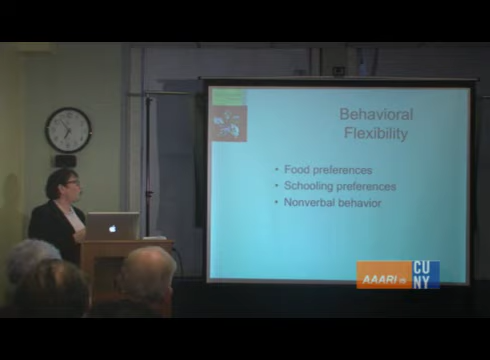 Behavioral
Flexibility
• Food preferences
• Schooling preferences
• Nonverbal behavior
AAARI
CU
NY